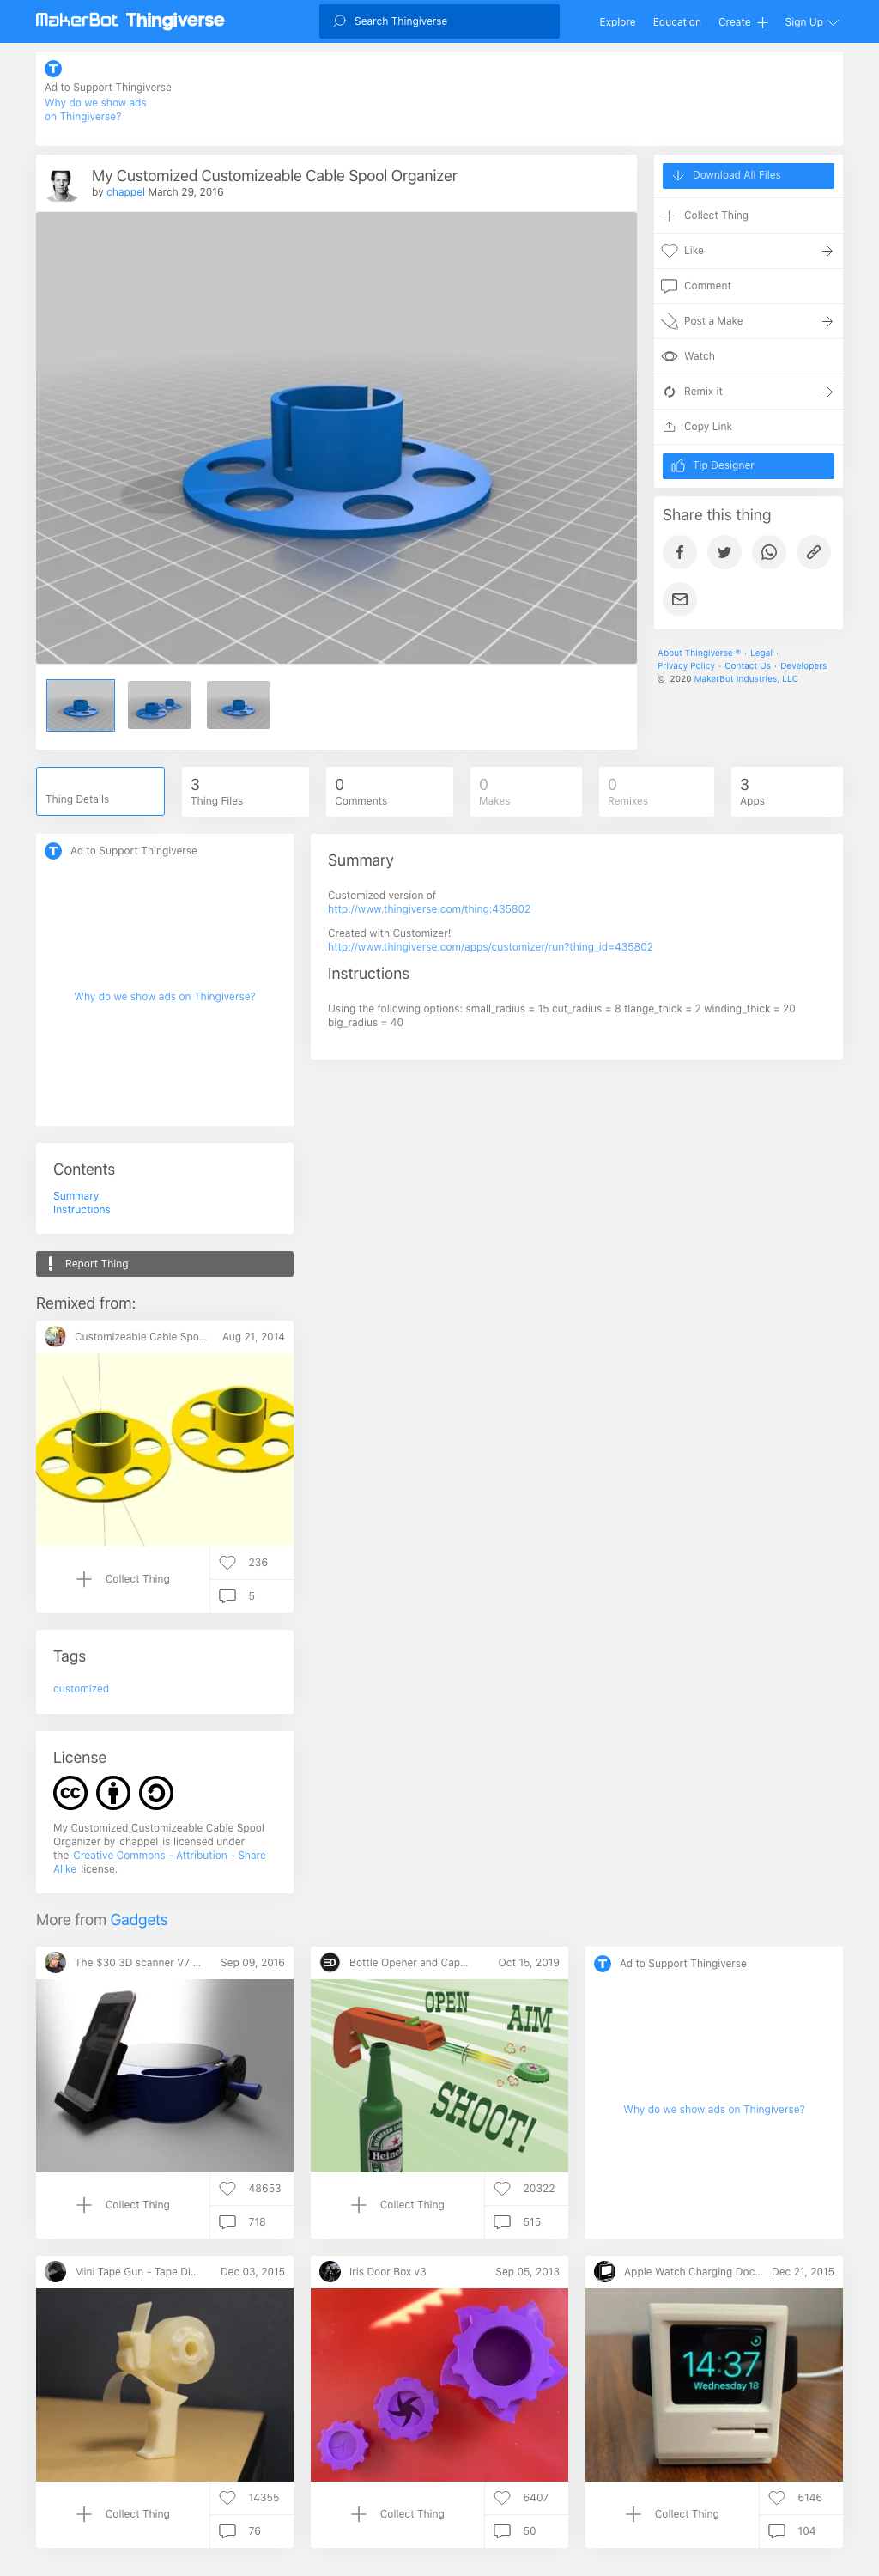 MakerBot Thingiverse
Search Thingiverse
Explore
Education
Create
Sign Up
Ad to Support Thingiverse
Why do we show ads
on Thingiverse?
My Customized Customizeable Cable Spool Organizer
by chappel March 29, 2016
Download All Files
Collect Thing
Like
Comment
Post a Make
Watch
Remix it
Copy Link
Tip Designer
Share this thing
About Thingiverse ® · Legal ·
Privacy Policy · Contact Us · Developers
© 2020 MakerBot Industries, LLC
Thing Details
3
Thing Files
0
Comments
0
Makes
0
Remixes
3
Apps
Ad to Support Thingiverse
Why do we show ads on Thingiverse?
Summary
Customized version of
http://www.thingiverse.com/thing:435802
Created with Customizer!
http://www.thingiverse.com/apps/customizer/run?thing_id=435802
Instructions
Using the following options: small_radius = 15 cut_radius = 8 flange_thick = 2 winding_thick = 20
big_radius = 40
Contents
Summary
Instructions
Report Thing
Remixed from:
Customizeable Cable Spo...
Aug 21, 2014
Collect Thing
236
5
Tags
customized
License
My Customized Customizeable Cable Spool
Organizer by chappel is licensed under
the Creative Commons - Attribution - Share
Alike license.
More from Gadgets
The $30 3D scanner V7 ...
Sep 09, 2016
Collect Thing
48653
718
Bottle Opener and Cap...
Oct 15, 2019
OPEN
AIM
SHOOT!
Heineken
Collect Thing
20322
515
Ad to Support Thingiverse
Why do we show ads on Thingiverse?
Mini Tape Gun - Tape Di...
Dec 03, 2015
Collect Thing
14355
76
Iris Door Box v3
Sep 05, 2013
Collect Thing
6407
50
Apple Watch Charging Doc...
Dec 21, 2015
14:37
Wednesday 18
Collect Thing
6146
104